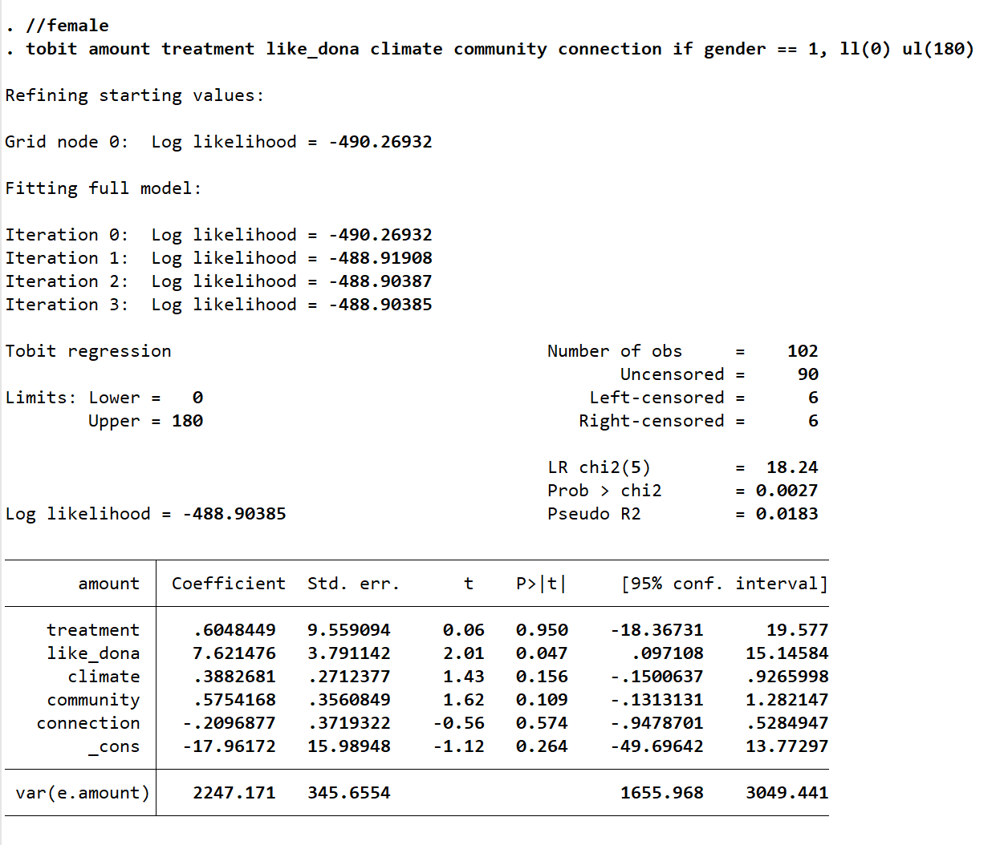 . //female
. tobit amount treatment like_dona climate community connection if gender == 1, ll(0) ul(180)
Refining starting values:
Grid node 0:  Log likelihood = -490.26932
Fitting full model:
Iteration 0:  Log likelihood = -490.26932
Iteration 1:  Log likelihood = -488.91908
Iteration 2:  Log likelihood = -488.90387
Iteration 3:  Log likelihood = -488.90385
Tobit regression Number of obs = 102
Uncensored = 90
Limits: Lower = 0 Left-censored = 6
Upper = 180 Right-censored = 6
LR chi2(5) = 18.24
Prob > chi2 = 0.0027
Log likelihood = -488.90385 Pseudo R2 = 0.0183
amount Coefficient Std. err. t P>|t| [95% conf. interval]
treatment .6048449 9.559094 0.06 0.950 -18.36731 19.577
like_dona 7.621476 3.791142 2.01 0.047 .097108 15.14584
climate .3882681 .2712377 1.43 0.156 -.1500637 .9265998
community .5754168 .3560849 1.62 0.109 -.1313131 1.282147
connection -.2096877 .3719322 -0.56 0.574 -.9478701 .5284947
_cons -17.96172 15.98948 -1.12 0.264 -49.69642 13.77297
var(e.amount) 2247.171 345.6554 1655.968 3049.441